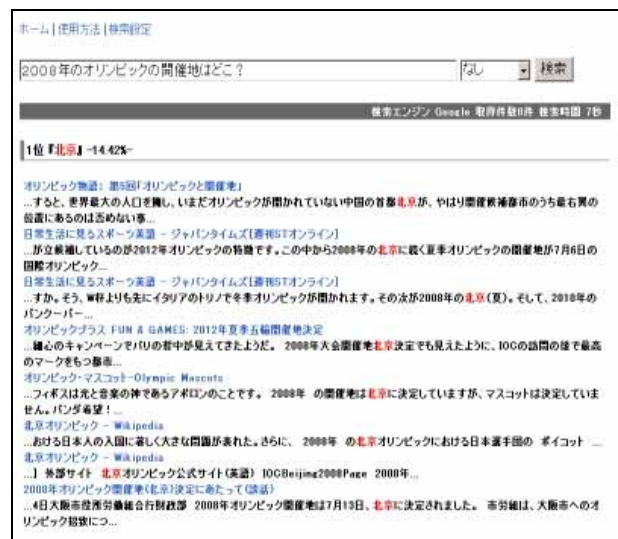 ホーム | 使用方法 | 検索設定
2008年のオリンピックの開催地はどこ？ なし 検索
検索エンジン Google 取得件数8件 検索時間 7秒
1位『北京』-14.42%-
オリンピック物語： 第5回「オリンピックと開催地」
...すると、世界最大の人口を擁し、いまだオリンピックが開かれていない中国の首都北京が、やはり開催候補都市のうち最右翼の
位置にあるのは否めない事...
日常生活に見るスポーツ英語 - ジャパンタイムズ[週刊STオンライン]
...が立候補しているのが2012年オリンピックの特徴です。この中から2008年の北京に続く夏季オリンピックの開催地が7月6日の
国際オリンピック...
日常生活に見るスポーツ英語 - ジャパンタイムズ[週刊STオンライン]
...すか。そう、W杯よりも先にイタリアのトリノで冬季オリンピックが開かれます。その次が2008年の北京(夏)。そして、2010年の
バンクーバー...
オリンピックプラス FUN & GAMES: 2012年夏季五輪開催地決定
...細心のキャンペーンでパリの街中が見えてきたようだ。 2008年大会開催地北京決定でも見えたように、IOCの訪問の後で最高
のマークをもつ都市...
オリンピック・マスコット-Olympic Mascots
...フィボスは光と音楽の神であるアポロンのことです。 2008年 の開催地は北京に決定していますが、マスコットは決定していま
せん。パンダ希望！...
北京オリンピック - Wikipedia
...おける日本人の入国に著しく大きな問題が表れた。さらに、 2008年 の北京オリンピックにおける日本選手団の ボイコット ...
北京オリンピック - Wikipedia
...] 外部サイト 北京オリンピック公式サイト(英語) IOCBeijing2008Page 2008年...
2008年オリンピック開催地(北京)決定にあたって(談話)
...4日大阪市役所労働組合行財政部 2008年オリンピック開催地は7月13日、北京に決定されました。 市労組は、大阪市へのオ
リンピック招致につ...